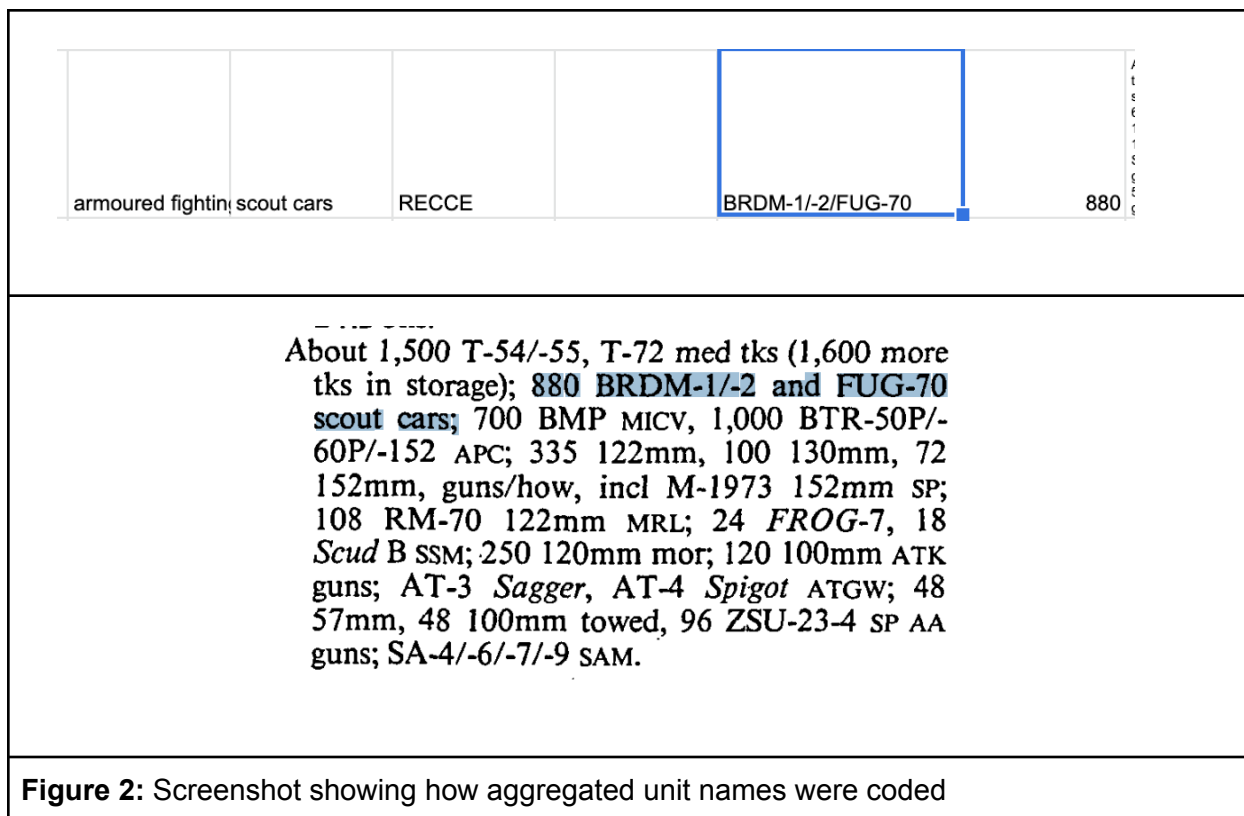 armoured fighting scout cars RECCE BRDM-1/-2/FUG-70 880
About 1,500 T-54/-55, T-72 med tks (1,600 more
tks in storage); 880 BRDM-1/-2 and FUG-70
scout cars; 700 BMP MICV, 1,000 BTR-50P/-
60P/-152 APC; 335 122mm, 100 130mm, 72
152mm, guns/how, incl M-1973 152mm SP;
108 RM-70 122mm MRL; 24 FROG-7, 18
Scud B SSM; 250 120mm mor; 120 100mm ATK
guns; AT-3 Sagger, AT-4 Spigot ATGW; 48
57mm, 48 100mm towed, 96 ZSU-23-4 SP AA
guns; SA-4/-6/-7/-9 SAM.
Figure 2: Screenshot showing how aggregated unit names were coded